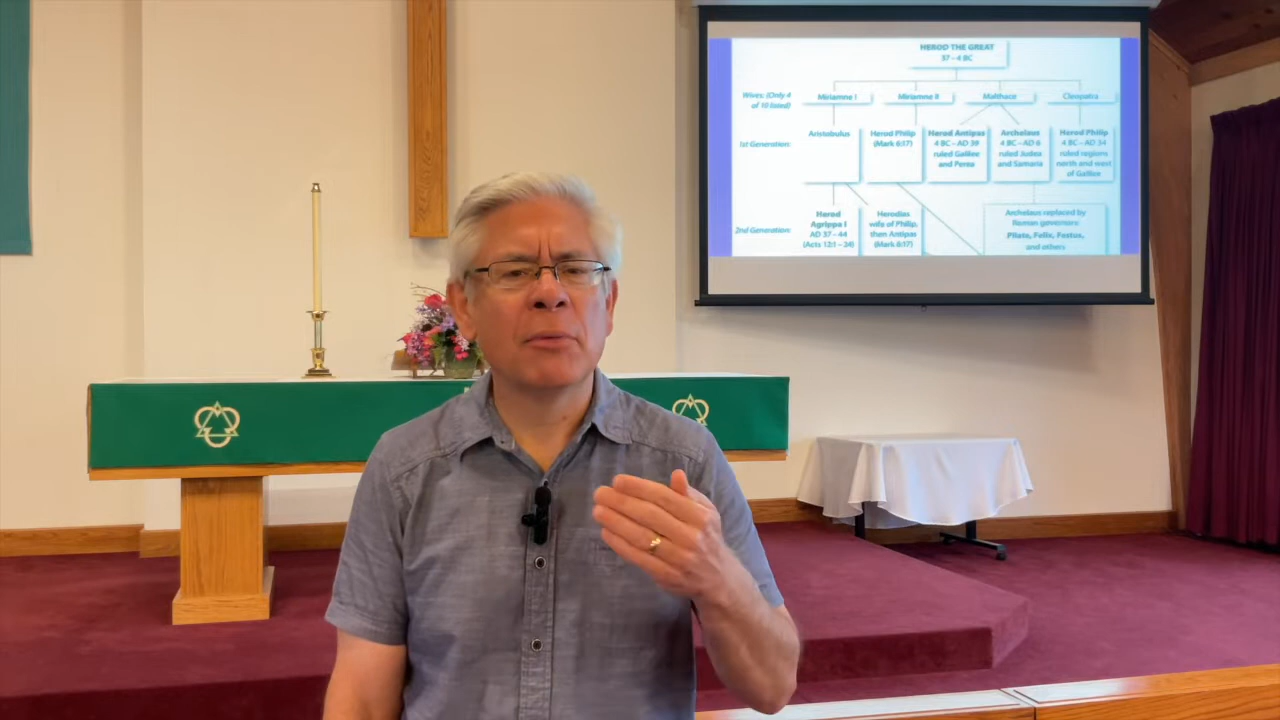 HEROD THE GREAT
37 – 4 BC
Wives: (Only 4
of 10 listed)
Miriamne I
Miriamne II
Malthace
Cleopatra
1st Generation:
Aristobulus
Herod Philip
(Mark 6:17)
Herod Antipas
4 BC – AD 39
ruled Galilee
and Perea
Archelaus
4 BC – AD 6
ruled Judea
and Samaria
Herod Philip
4 BC – AD 34
ruled regions
north and west
of Galilee
2nd Generation:
Herod
Agrippa I
AD 37 – 44
(Acts 12:1 – 24)
Herodias
wife of Philip,
then Antipas
(Mark 6:17)
Archelaus replaced by
Roman governors
Pilate, Felix, Festus,
and others